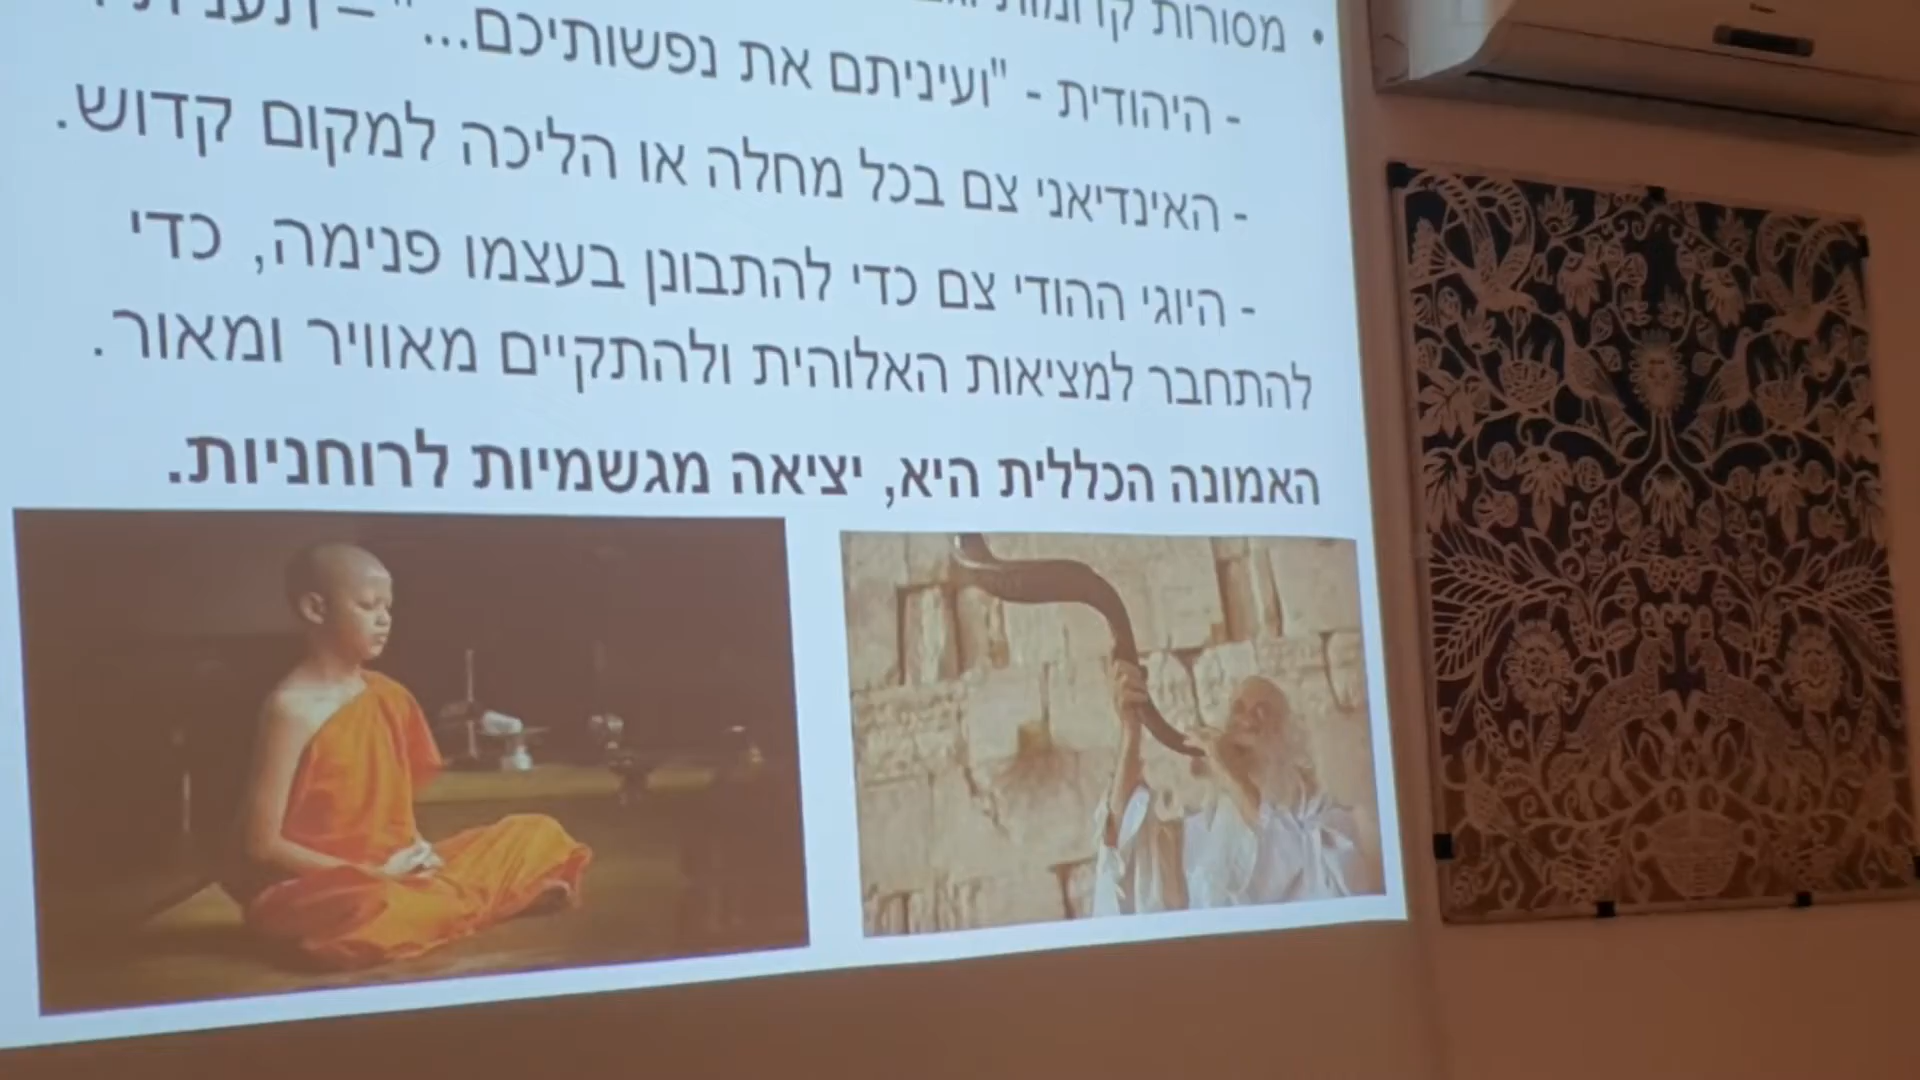 • מסורות
- היהודית - "ועיניתם את נפשותיכם..." –
- האינדיאני צם בכל מחלה או הליכה למקום קדוש.
- היוגי ההודי צם כדי להתבונן בעצמו פנימה, כדי
להתחבר למציאות האלוהית ולהתקיים מאוויר ומאור.
האמונה הכללית היא, יציאה מגשמיות לרוחניות.